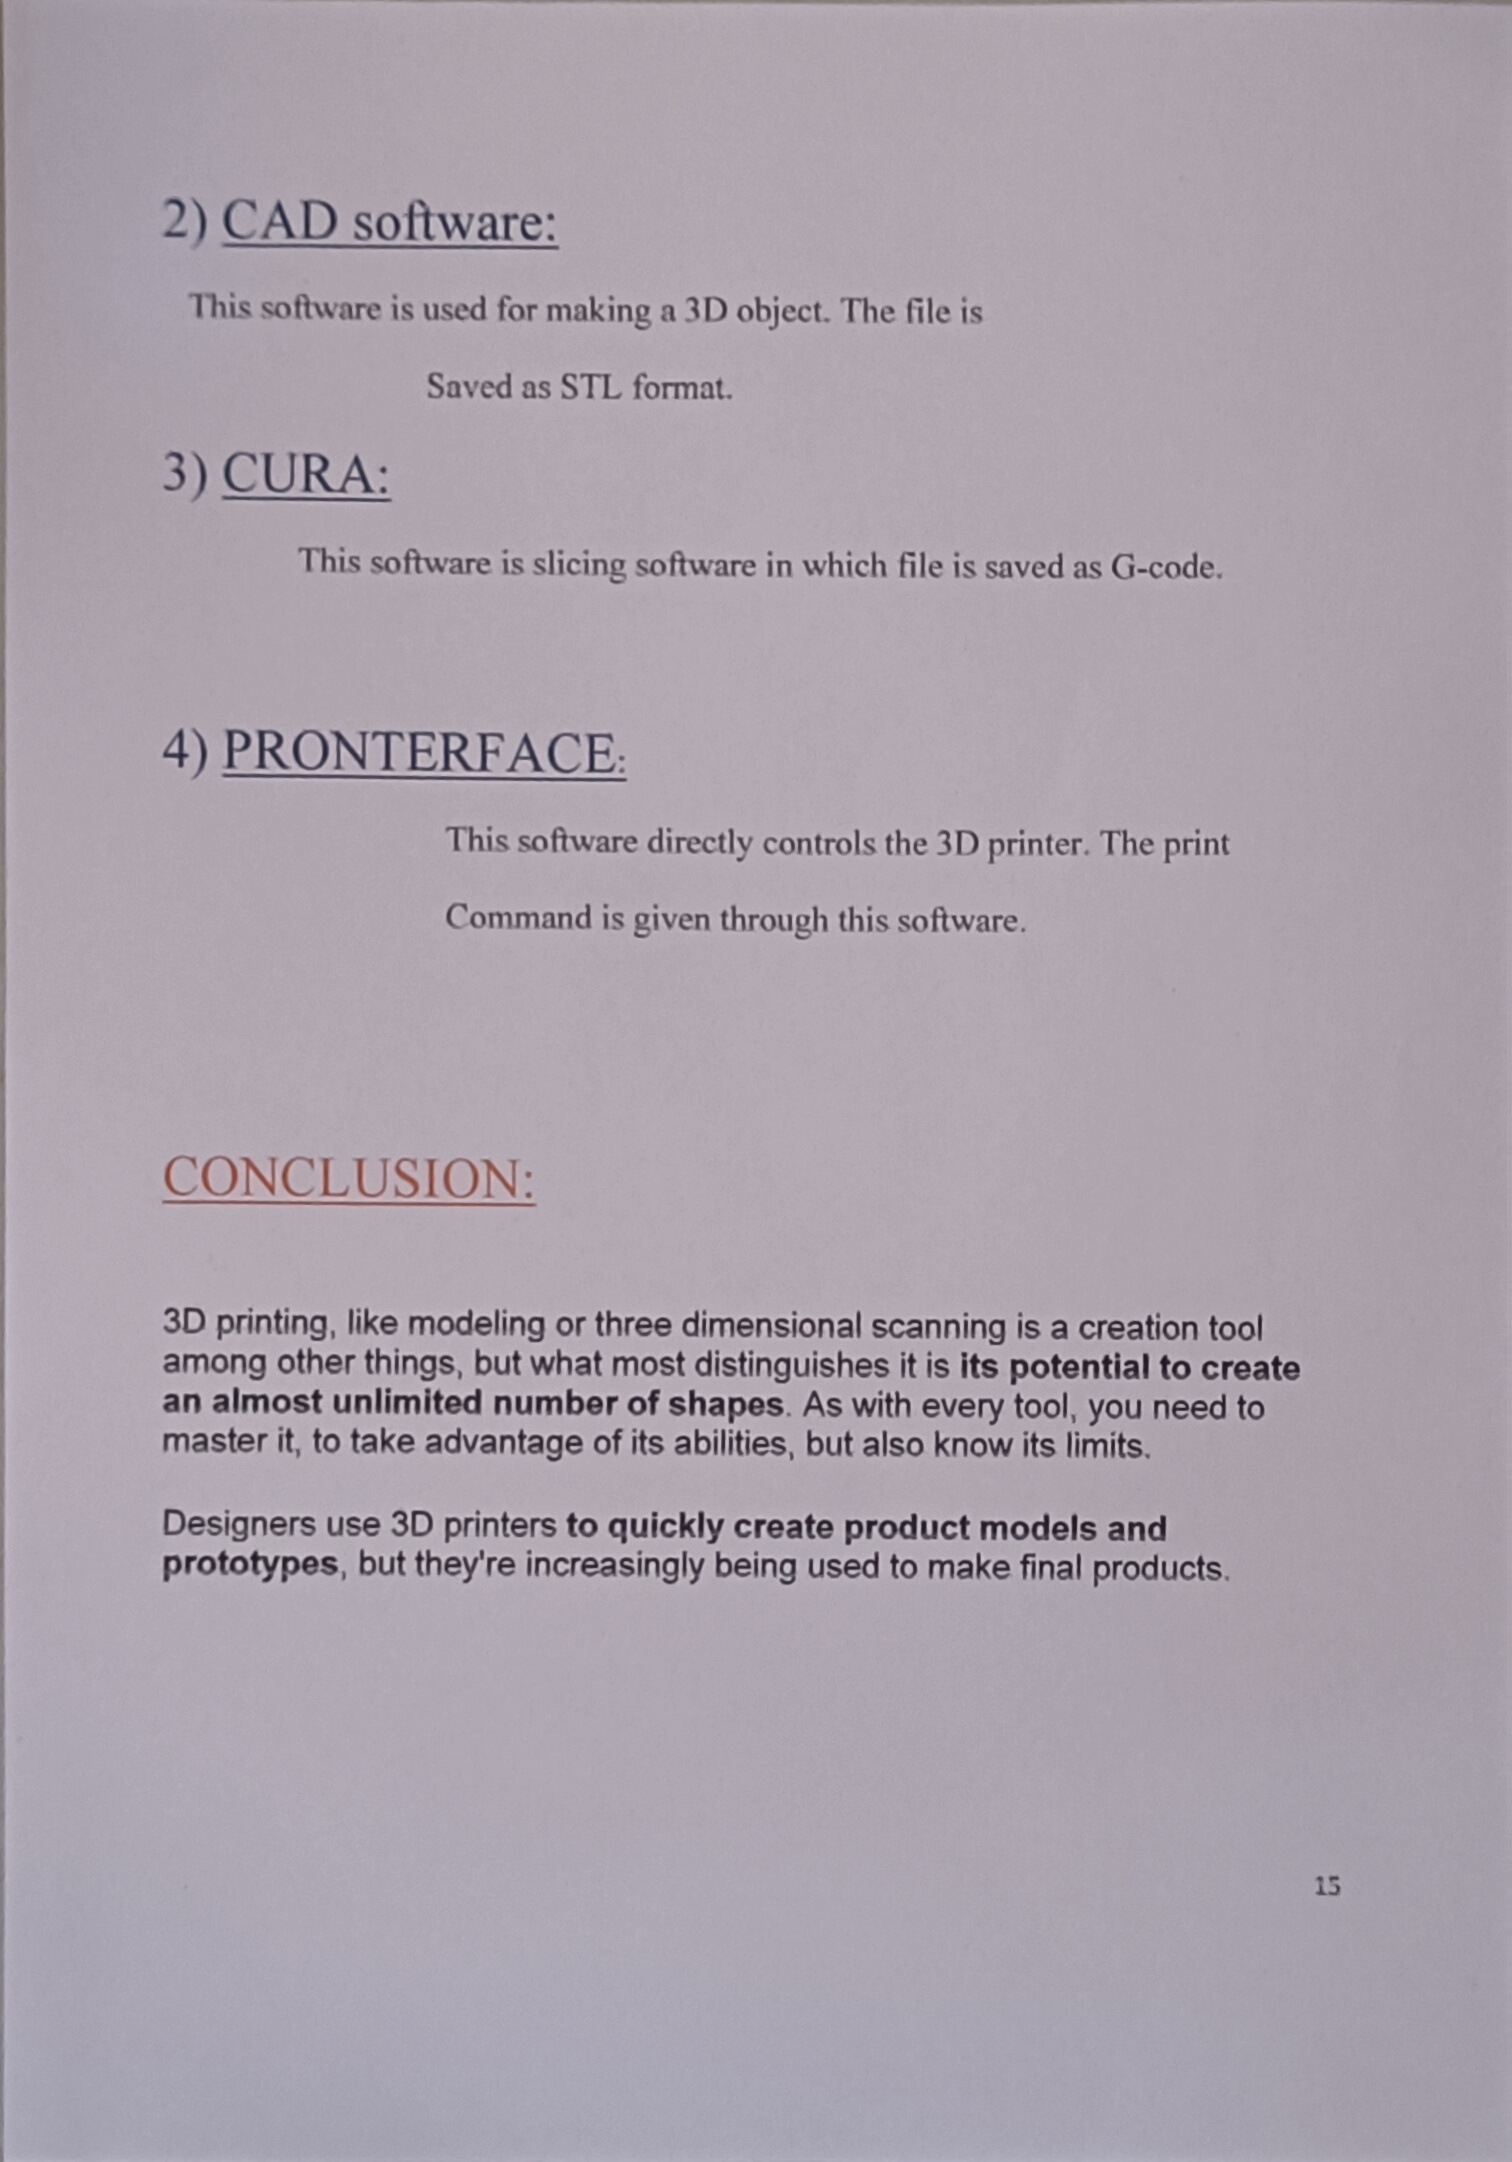 2) CAD software:
This software is used for making a 3D object. The file is
Saved as STL format.
3) CURA:
This software is slicing software in which file is saved as G-code.
4) PRONTERFACE:
This software directly controls the 3D printer. The print
Command is given through this software.
CONCLUSION:
3D printing, like modeling or three dimensional scanning is a creation tool
among other things, but what most distinguishes it is its potential to create
an almost unlimited number of shapes. As with every tool, you need to
master it, to take advantage of its abilities, but also know its limits.
Designers use 3D printers to quickly create product models and
prototypes, but they're increasingly being used to make final products.
15